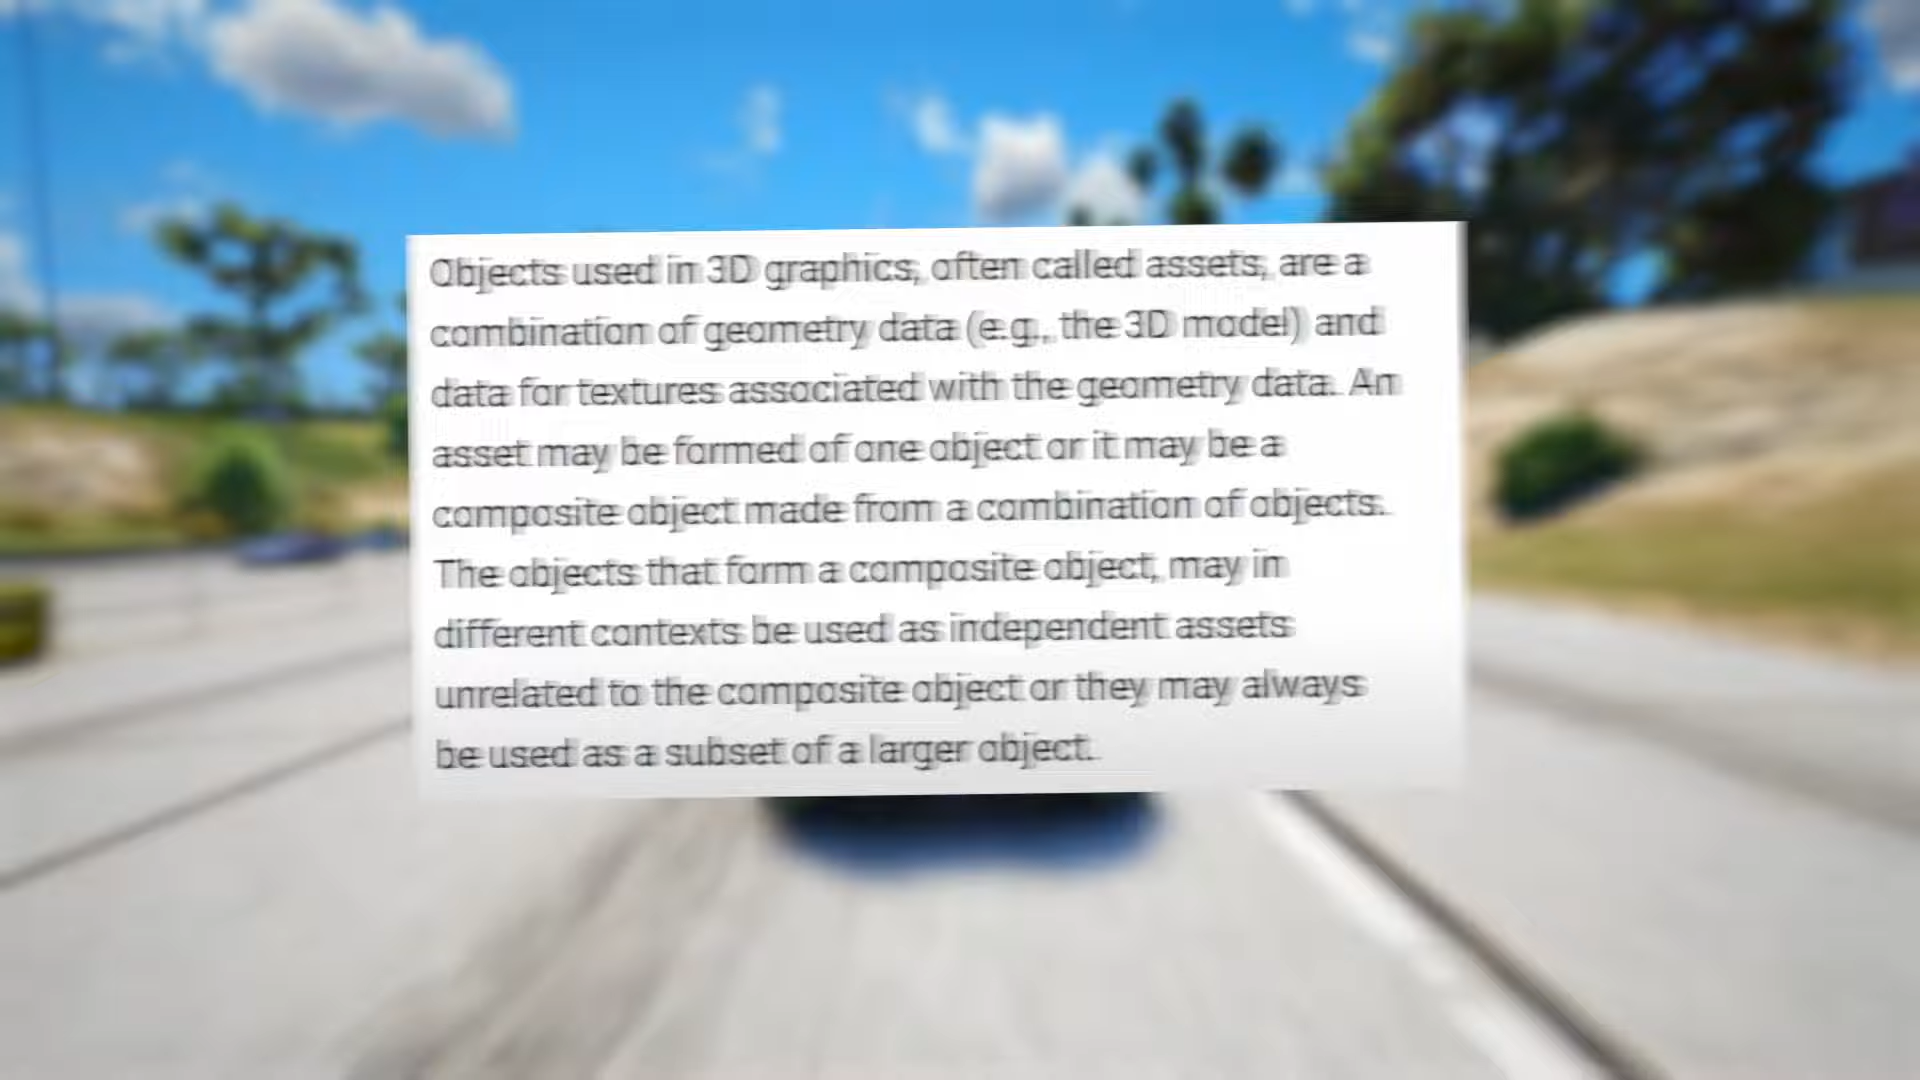 Objects used in 3D graphics, often called assets, are a
combination of geometry data (e.g., the 3D model) and
data for textures associated with the geometry data. An
asset may be formed of one object or it may be a
composite object made from a combination of objects.
The objects that form a composite object, may in
different contexts be used as independent assets
unrelated to the composite object or they may always
be used as a subset of a larger object.